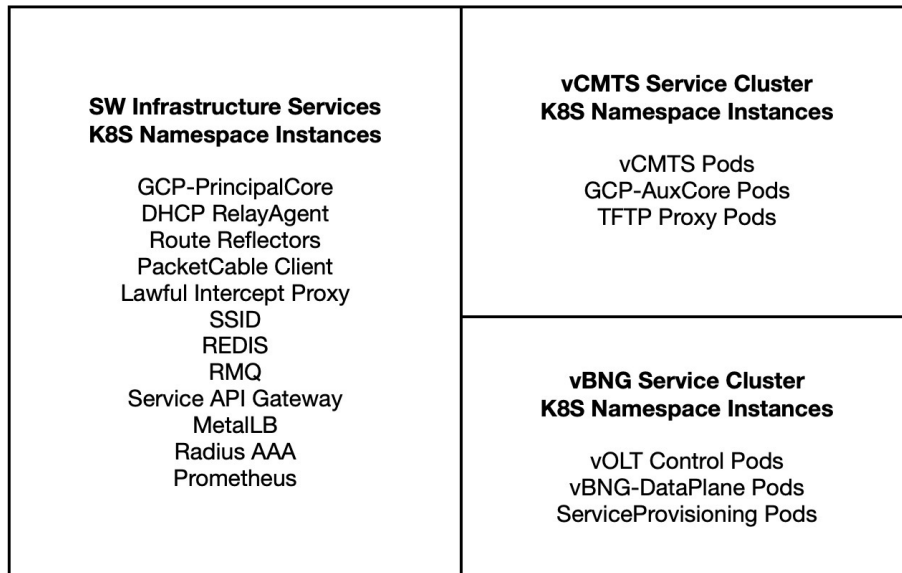 SW Infrastructure Services
K8S Namespace Instances
GCP-PrincipalCore
DHCP RelayAgent
Route Reflectors
PacketCable Client
Lawful Intercept Proxy
SSID
REDIS
RMQ
Service API Gateway
MetalLB
Radius AAA
Prometheus
vCMTS Service Cluster
K8S Namespace Instances
vCMTS Pods
GCP-AuxCore Pods
TFTP Proxy Pods
vBNG Service Cluster
K8S Namespace Instances
vOLT Control Pods
vBNG-DataPlane Pods
ServiceProvisioning Pods